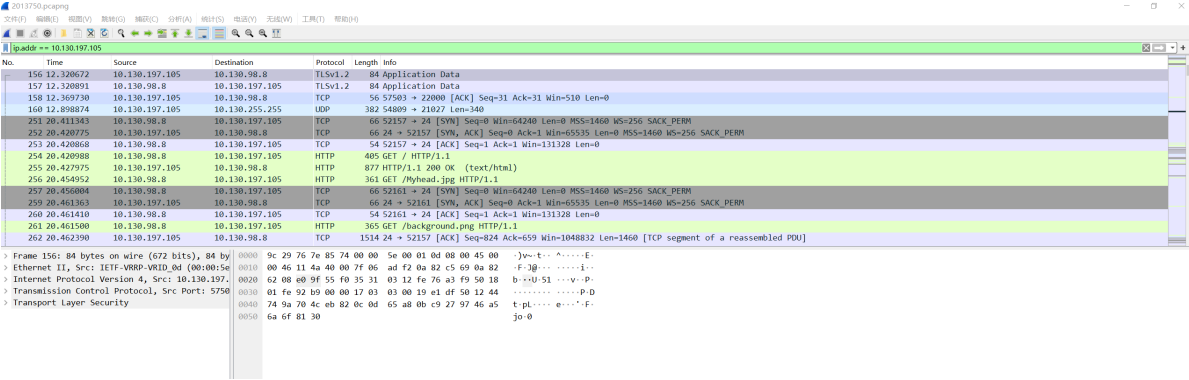 2013750.pcapng
文件(F) 编辑(E) 视图(V) 跳转(G) 捕获(C) 分析(A) 统计(S) 电话(Y) 无线(W) 工具(T) 帮助(H)
ip.addr == 10.130.197.105
No. Time Source Destination Protocol Length Info
156 12.320672 10.130.197.105 10.130.98.8 TLSv1.2 84 Application Data
157 12.320891 10.130.98.8 10.130.197.105 TLSv1.2 84 Application Data
158 12.369730 10.130.197.105 10.130.98.8 TCP 56 57503 → 22000 [ACK] Seq=31 Ack=31 Win=510 Len=0
160 12.898874 10.130.197.105 10.130.255.255 UDP 382 54809 → 21027 Len=340
251 20.411343 10.130.98.8 10.130.197.105 TCP 66 52157 → 24 [SYN] Seq=0 Win=64240 Len=0 MSS=1460 WS=256 SACK_PERM
252 20.420775 10.130.197.105 10.130.98.8 TCP 66 24 → 52157 [SYN, ACK] Seq=0 Ack=1 Win=65535 Len=0 MSS=1460 WS=256 SACK_PERM
253 20.420868 10.130.98.8 10.130.197.105 TCP 54 52157 → 24 [ACK] Seq=1 Ack=1 Win=131328 Len=0
254 20.420988 10.130.98.8 10.130.197.105 HTTP 405 GET / HTTP/1.1
255 20.427975 10.130.197.105 10.130.98.8 HTTP 877 HTTP/1.1 200 OK (text/html)
256 20.454952 10.130.98.8 10.130.197.105 HTTP 361 GET /Myhead.jpg HTTP/1.1
257 20.456004 10.130.98.8 10.130.197.105 TCP 66 52161 → 24 [SYN] Seq=0 Win=64240 Len=0 MSS=1460 WS=256 SACK_PERM
259 20.461363 10.130.197.105 10.130.98.8 TCP 66 24 → 52161 [SYN, ACK] Seq=0 Ack=1 Win=65535 Len=0 MSS=1460 WS=256 SACK_PERM
260 20.461410 10.130.98.8 10.130.197.105 TCP 54 52161 → 24 [ACK] Seq=1 Ack=1 Win=131328 Len=0
261 20.461500 10.130.98.8 10.130.197.105 HTTP 365 GET /background.png HTTP/1.1
262 20.462390 10.130.197.105 10.130.98.8 TCP 1514 24 → 52157 [ACK] Seq=824 Ack=659 Win=1048832 Len=1460 [TCP segment of a reassembled PDU]
Frame 156: 84 bytes on wire (672 bits), 84 by
Ethernet II, Src: IETF-VRRP-VRID_0d (00:00:5e
Internet Protocol Version 4, Src: 10.130.197.
Transmission Control Protocol, Src Port: 5750
Transport Layer Security
0000 9c 29 76 7e 85 74 00 00 5e 00 01 0d 08 00 45 00 ·)v~·t·· ^·····E·
0010 00 46 11 4a 40 00 7f 06 ad f2 0a 82 c5 69 0a 82 ·F·J@··· ·····i··
0020 62 08 e0 9f 55 f0 35 31 03 12 fe 76 a3 f9 50 18 b···U·51 ···v··P·
0030 01 fe 92 b9 00 00 17 03 03 00 19 e1 df 50 12 44 ········ ·····P·D
0040 74 9a 70 4c eb 82 0c 0d 65 a8 0b c9 27 97 46 a5 t·pL···· e···'·F·
0050 6a 6f 81 30 jo·0